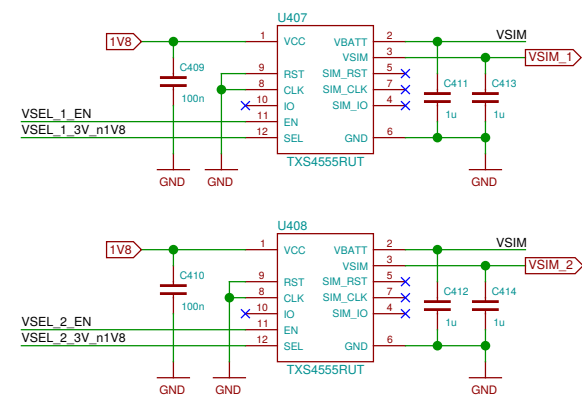 U407
1V8 1 VCC VBATT 2 VSIM
VSIM 3 VSIM_1
C409 9 RST SIM_RST 5
8 CLK SIM_CLK 7 C411 C413
100n 10 IO SIM_IO 4
VSEL_1_EN 11 EN 1u 1u
VSEL_1_3V_n1V8 12 SEL GND 6
TXS4555RUT
GND GND GND
U408
1V8 1 VCC VBATT 2 VSIM
VSIM 3 VSIM_2
C410 9 RST SIM_RST 5
8 CLK SIM_CLK 7 C412 C414
100n 10 IO SIM_IO 4
VSEL_2_EN 11 EN 1u 1u
VSEL_2_3V_n1V8 12 SEL GND 6
TXS4555RUT
GND GND GND